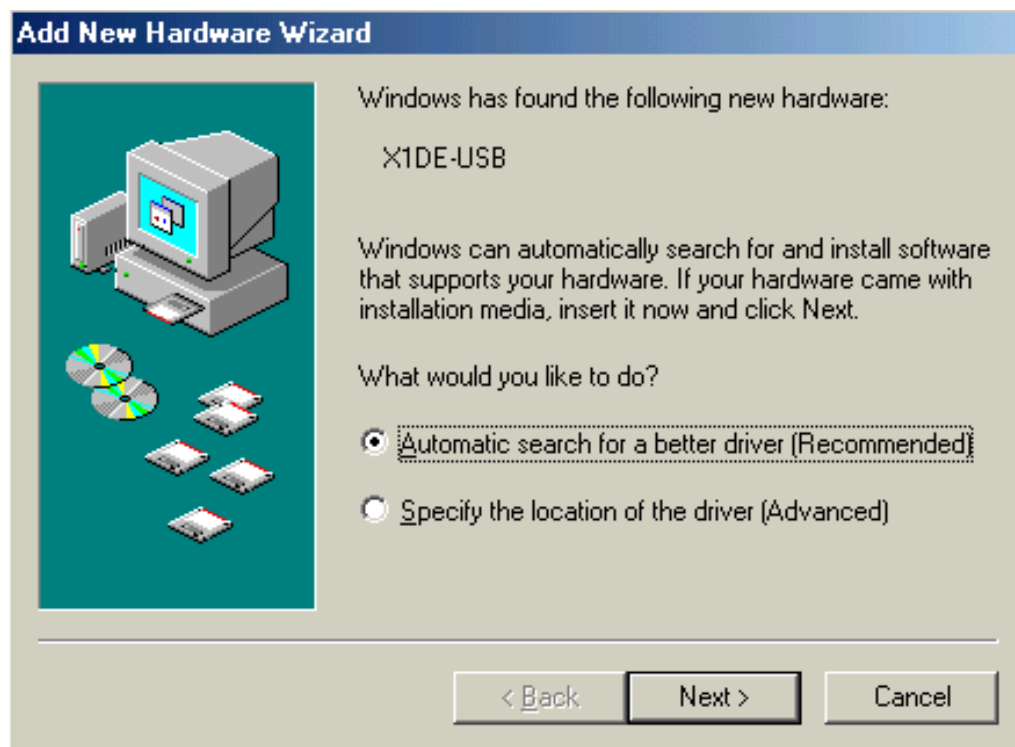 Add New Hardware Wizard
Windows has found the following new hardware:
X1DE-USB
Windows can automatically search for and install software
that supports your hardware. If your hardware came with
installation media, insert it now and click Next.
What would you like to do?
Automatic search for a better driver (Recommended)
Specify the location of the driver (Advanced)
< Back
Next >
Cancel